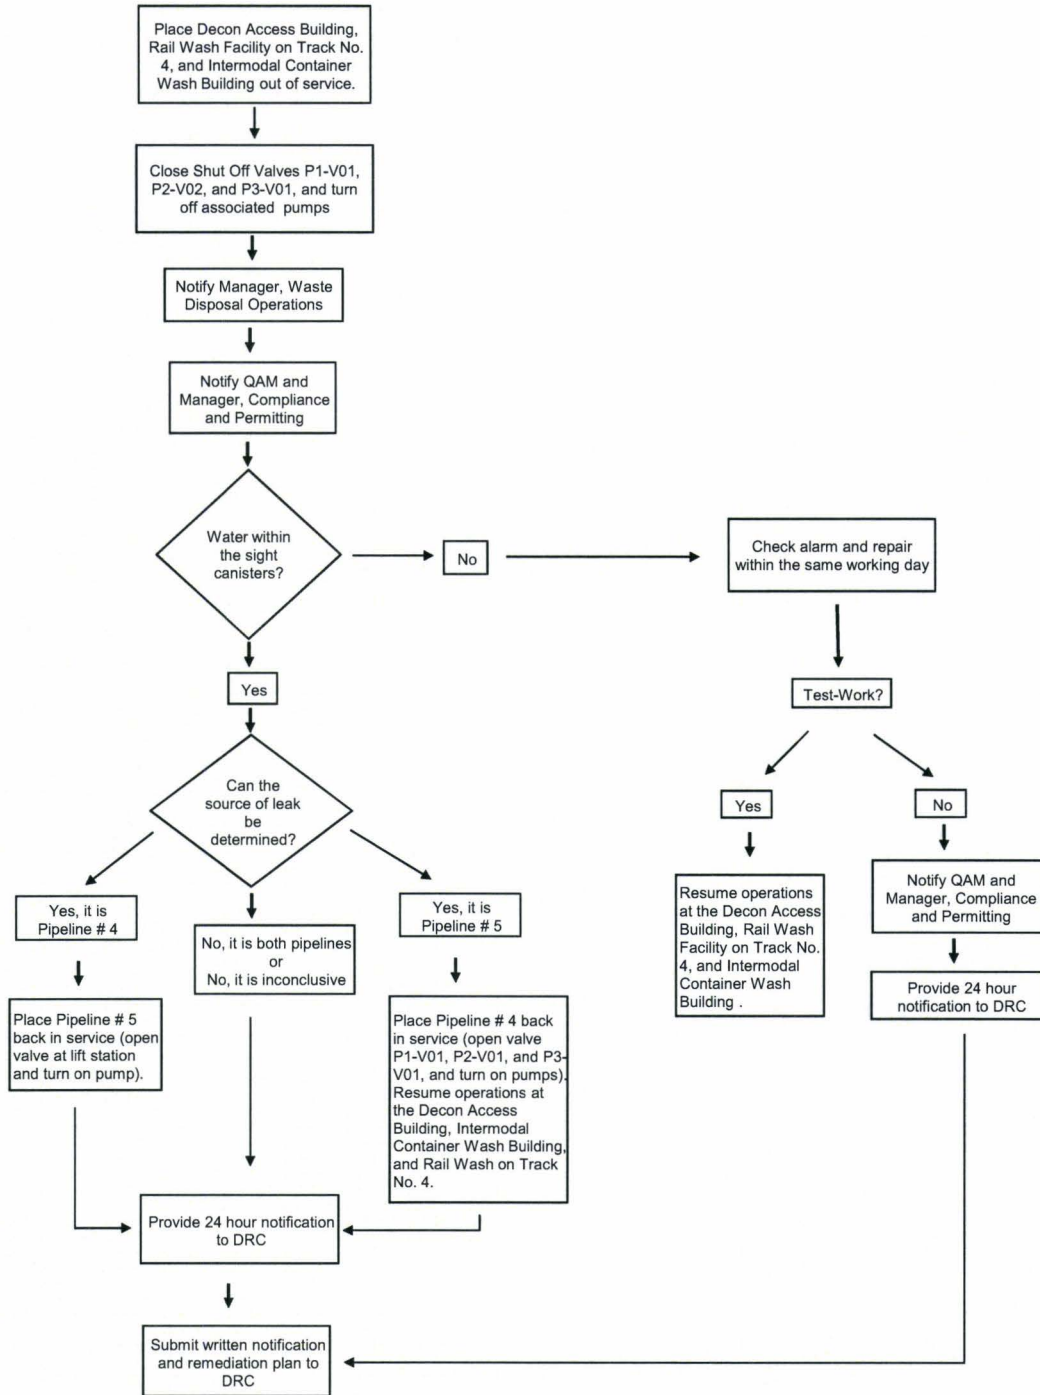 Place Decon Access Building,
Rail Wash Facility on Track No.
4, and Intermodal Container
Wash Building out of service.
Close Shut Off Valves P1-V01,
P2-V02, and P3-V01, and turn
off associated pumps
Notify Manager, Waste
Disposal Operations
Notify QAM and
Manager, Compliance
and Permitting
Water within
the sight
canisters?
No
Check alarm and repair
within the same working day
Yes
Test-Work?
Can the
source of leak
be
determined?
Yes
No
Yes, it is
Pipeline # 4
No, it is both pipelines
or
No, it is inconclusive
Yes, it is
Pipeline # 5
Resume operations
at the Decon Access
Building, Rail Wash
Facility on Track No.
4, and Intermodal
Container Wash
Building .
Notify QAM and
Manager, Compliance
and Permitting
Provide 24 hour
notification to DRC
Place Pipeline # 5
back in service (open
valve at lift station
and turn on pump).
Place Pipeline # 4 back
in service (open valve
P1-V01, P2-V01, and P3-
V01, and turn on pumps).
Resume operations at
the Decon Access
Building, Intermodal
Container Wash Building,
and Rail Wash on Track
No. 4.
Provide 24 hour notification
to DRC
Submit written notification
and remediation plan to
DRC